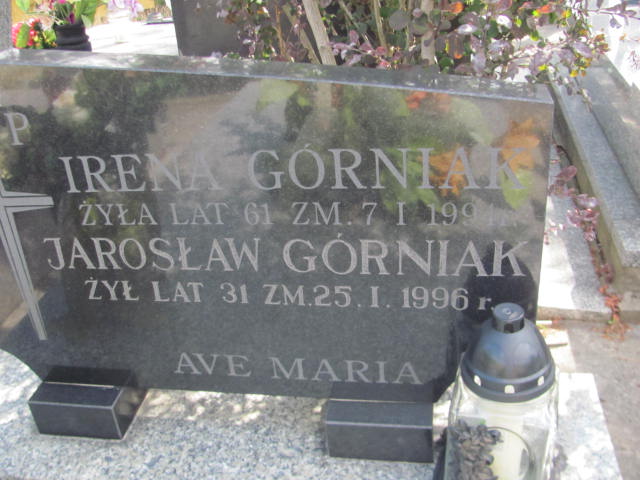 P
IRENA GÓRNIAK
ŻYŁA LAT 61 ZM. 7 I
JAROSŁAW GÓRNIAK
ŻYŁ LAT 31 ZM. 25. I. 1996 r.
AVE MARIA